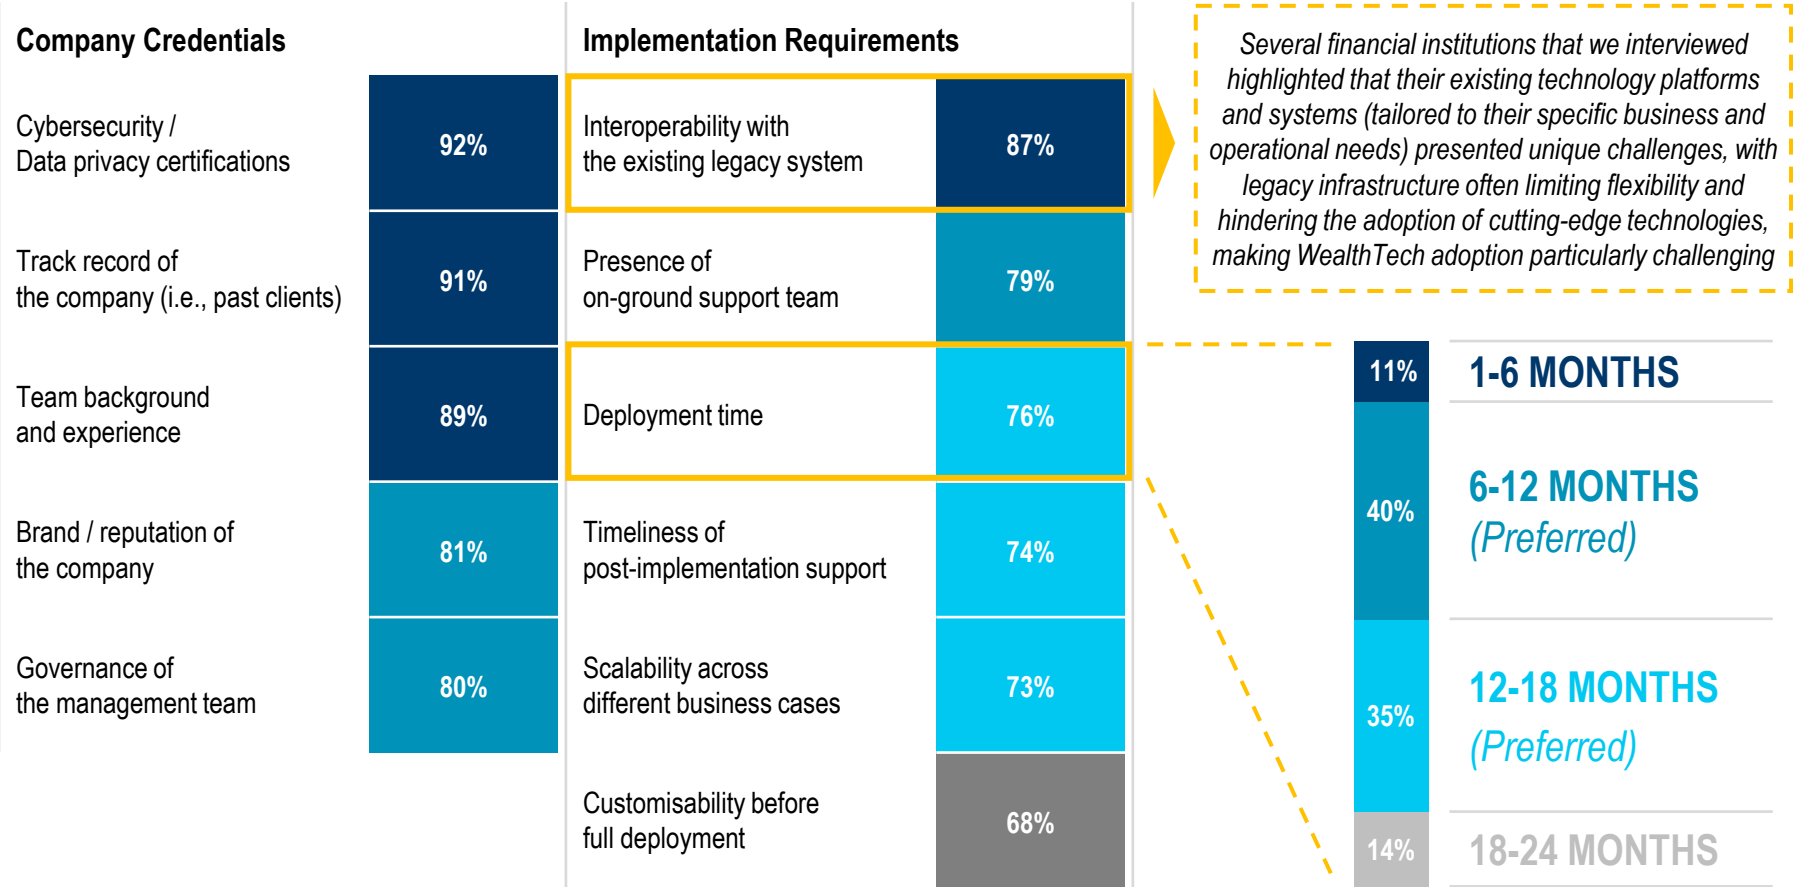 Company Credentials
Cybersecurity /
Data privacy certifications
92%
Track record of
the company (i.e., past clients)
91%
Team background
and experience
89%
Brand / reputation of
the company
81%
Governance of
the management team
80%
Implementation Requirements
Interoperability with
the existing legacy system
87%
Presence of
on-ground support team
79%
Deployment time
76%
Timeliness of
post-implementation support
74%
Scalability across
different business cases
73%
Customisability before
full deployment
68%
Several financial institutions that we interviewed
highlighted that their existing technology platforms
and systems (tailored to their specific business and
operational needs) presented unique challenges, with
legacy infrastructure often limiting flexibility and
hindering the adoption of cutting-edge technologies,
making WealthTech adoption particularly challenging
11%
1-6 MONTHS
40%
6-12 MONTHS
(Preferred)
35%
12-18 MONTHS
(Preferred)
14%
18-24 MONTHS